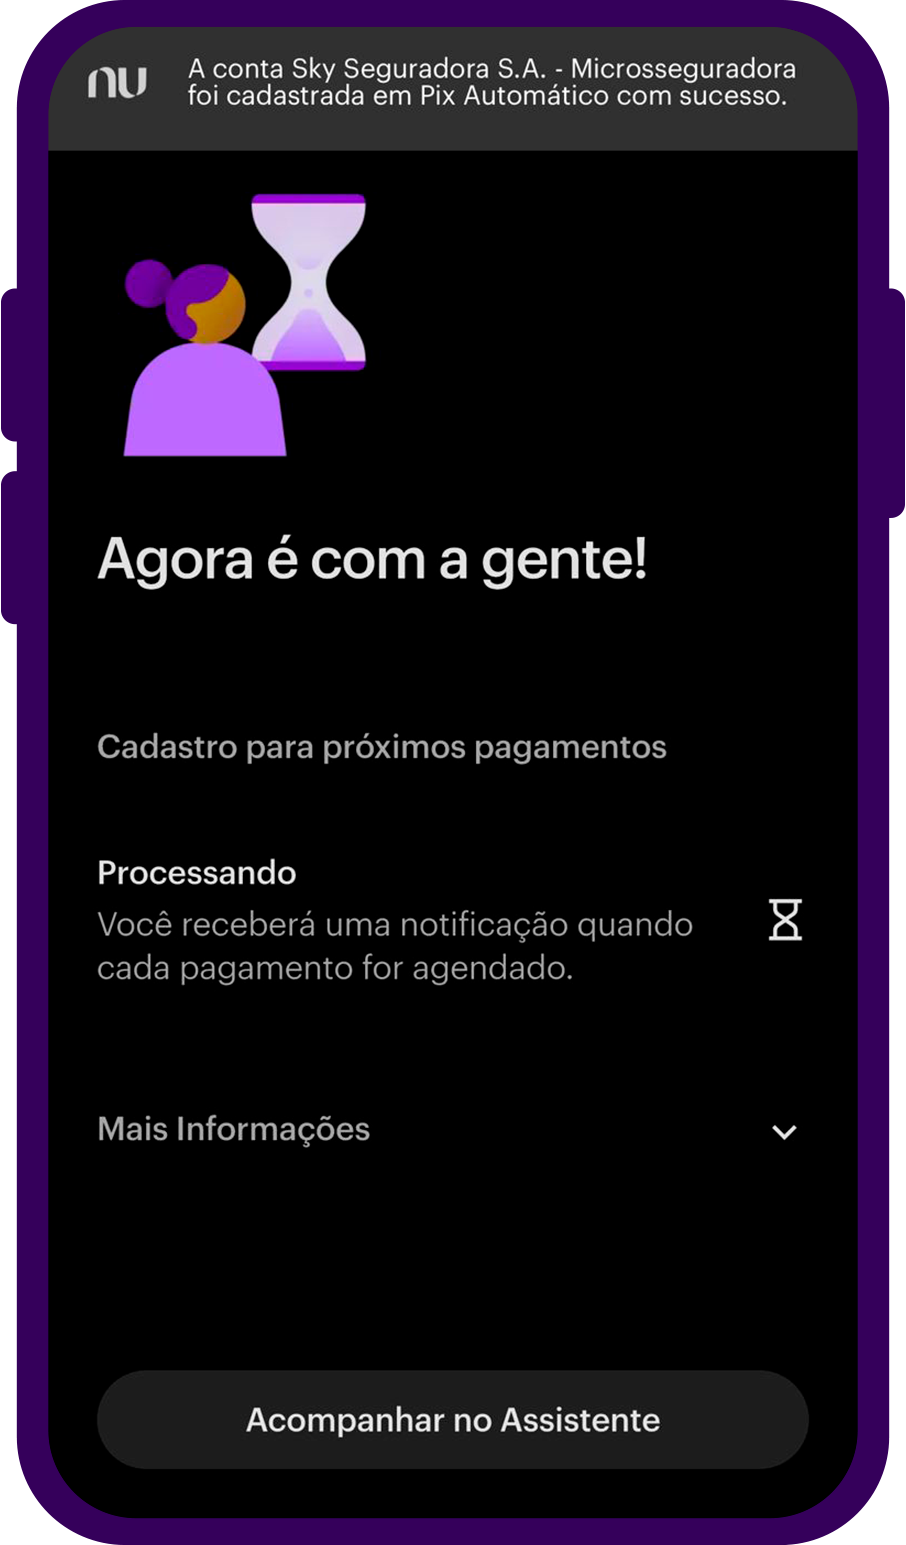 nu
A conta Sky Seguradora S.A. - Microsseguradora
foi cadastrada em Pix Automático com sucesso.
Agora é com a gente!
Cadastro para próximos pagamentos
Processando
Você receberá uma notificação quando
cada pagamento for agendado.
Mais Informações
Acompanhar no Assistente